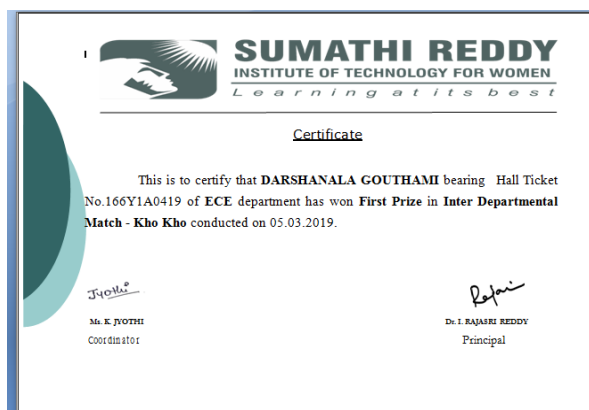 SUMATHI REDDY
INSTITUTE OF TECHNOLOGY FOR WOMEN
Learning at its best
Certificate
This is to certify that DARSHANALA GOUTHAMI bearing Hall Ticket
No.166Y1A0419 of ECE department has won First Prize in Inter Departmental
Match - Kho Kho conducted on 05.03.2019.
Jyothi
Rajasri
Ms. K. JYOTHI
Dr. I. RAJASRI REDDY
Coordinator
Principal